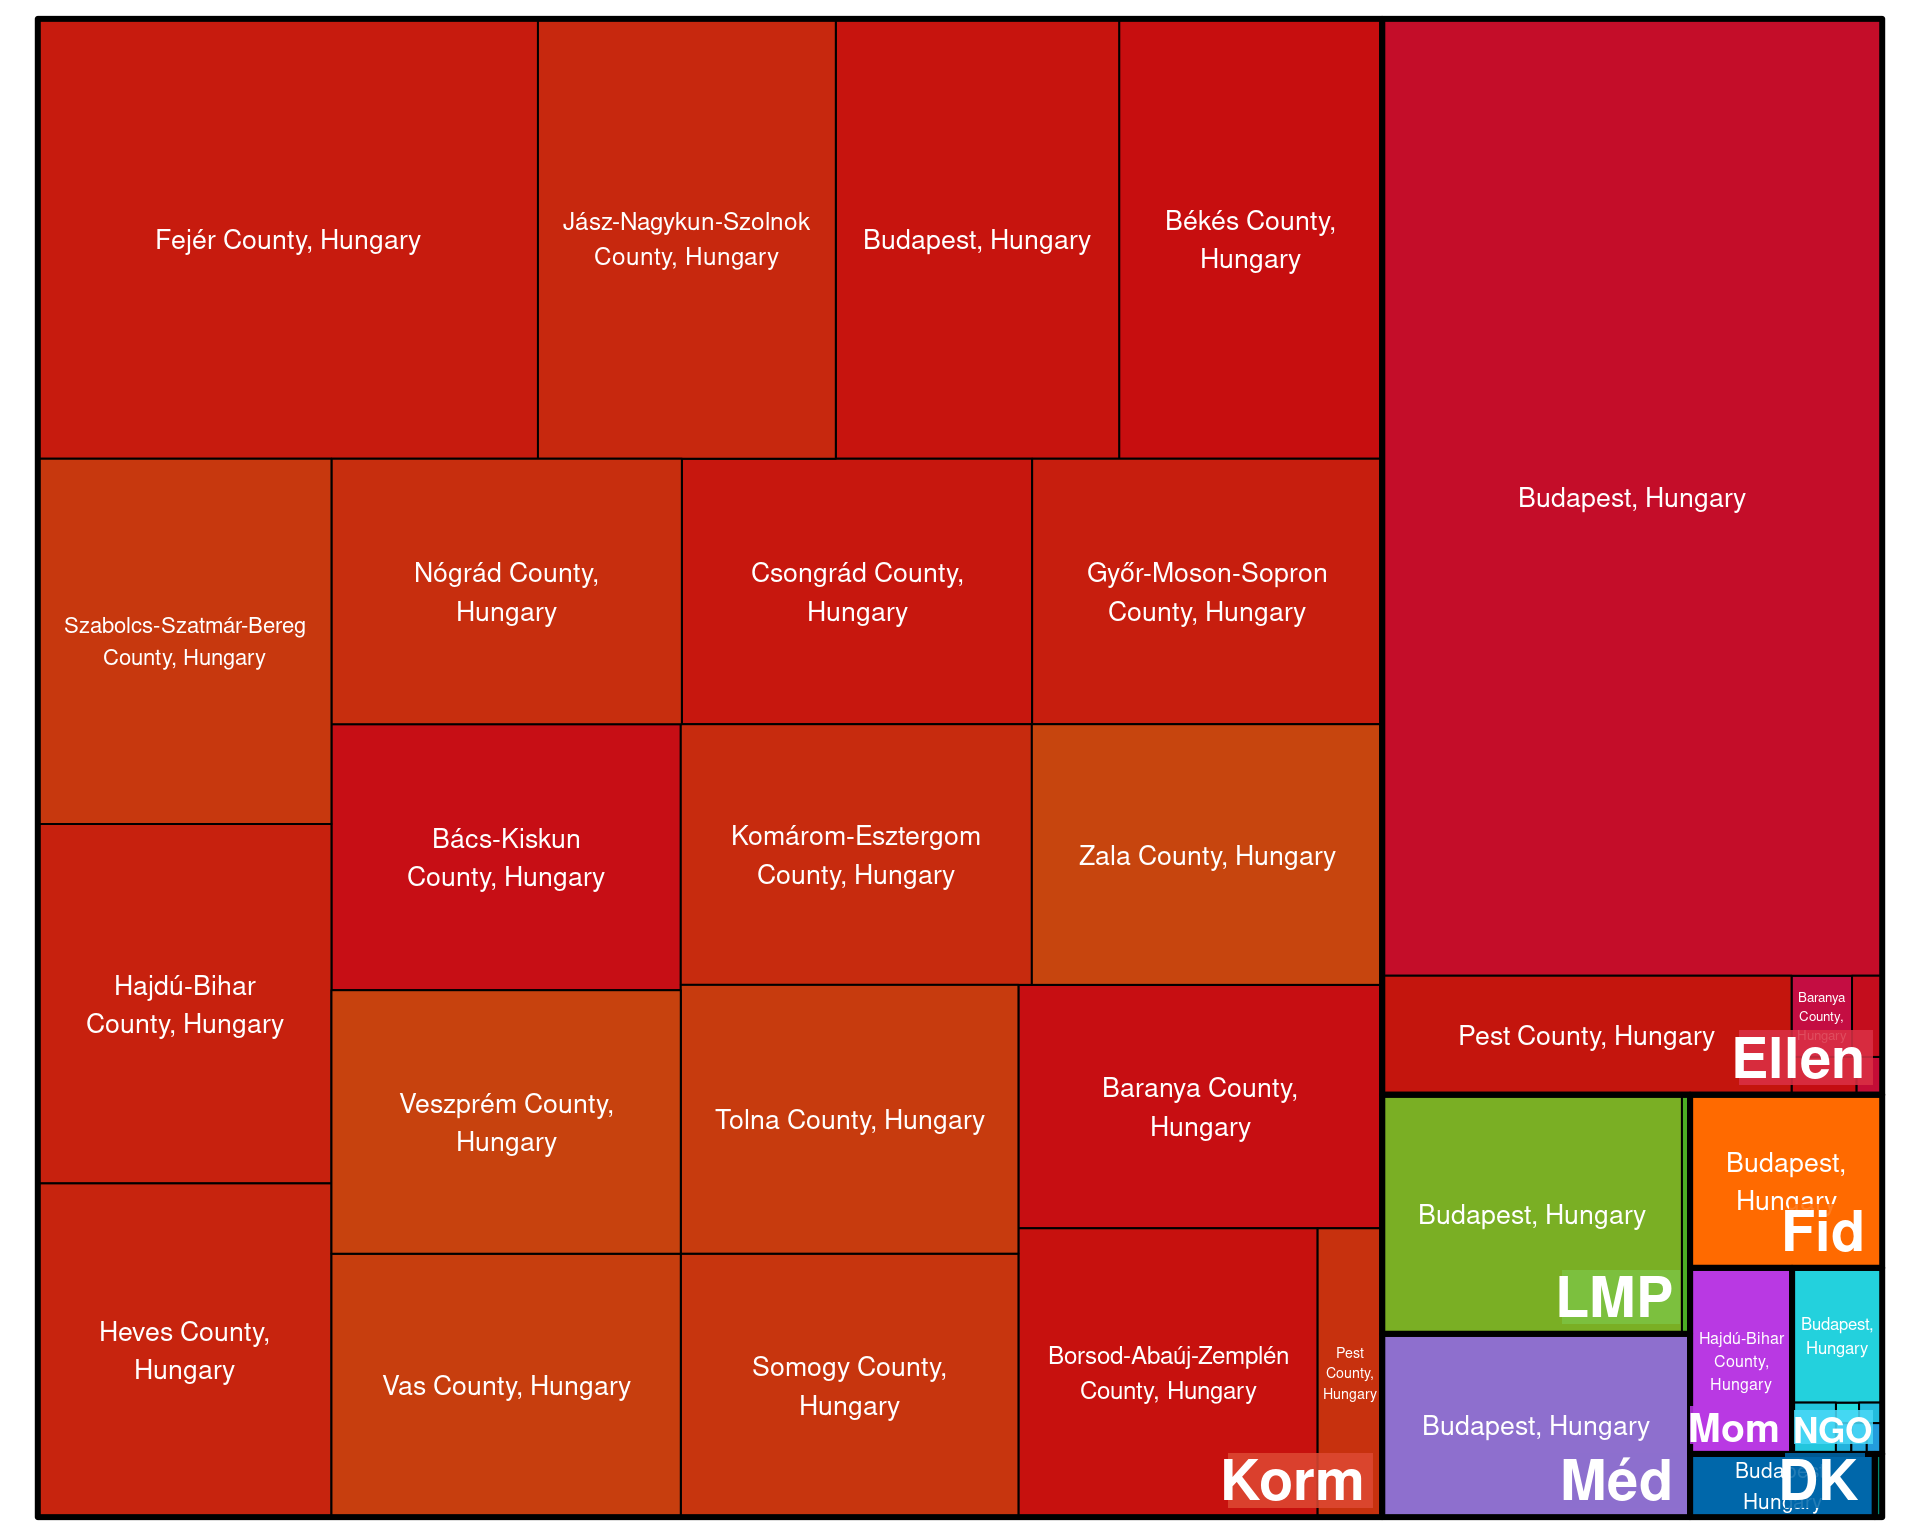 Fejér County, Hungary
Jász-Nagykun-Szolnok
County, Hungary
Budapest, Hungary
Békés County,
Hungary
Szabolcs-Szatmár-Bereg
County, Hungary
Nógrád County,
Hungary
Csongrád County,
Hungary
Győr-Moson-Sopron
County, Hungary
Bács-Kiskun
County, Hungary
Komárom-Esztergom
County, Hungary
Zala County, Hungary
Hajdú-Bihar
County, Hungary
Veszprém County,
Hungary
Tolna County, Hungary
Baranya County,
Hungary
Heves County,
Hungary
Vas County, Hungary
Somogy County,
Hungary
Borsod-Abaúj-Zemplén
County, Hungary
Pest
County,
Hungary
Korm
Budapest, Hungary
Pest County, Hungary
Baranya
County,
Hungary
Ellen
Budapest, Hungary
LMP
Budapest,
Hungary
Fid
Budapest, Hungary
Méd
Hajdú-Bihar
County,
Hungary
Mom
Budapest,
Hungary
NGO
Budapest,
Hungary
DK